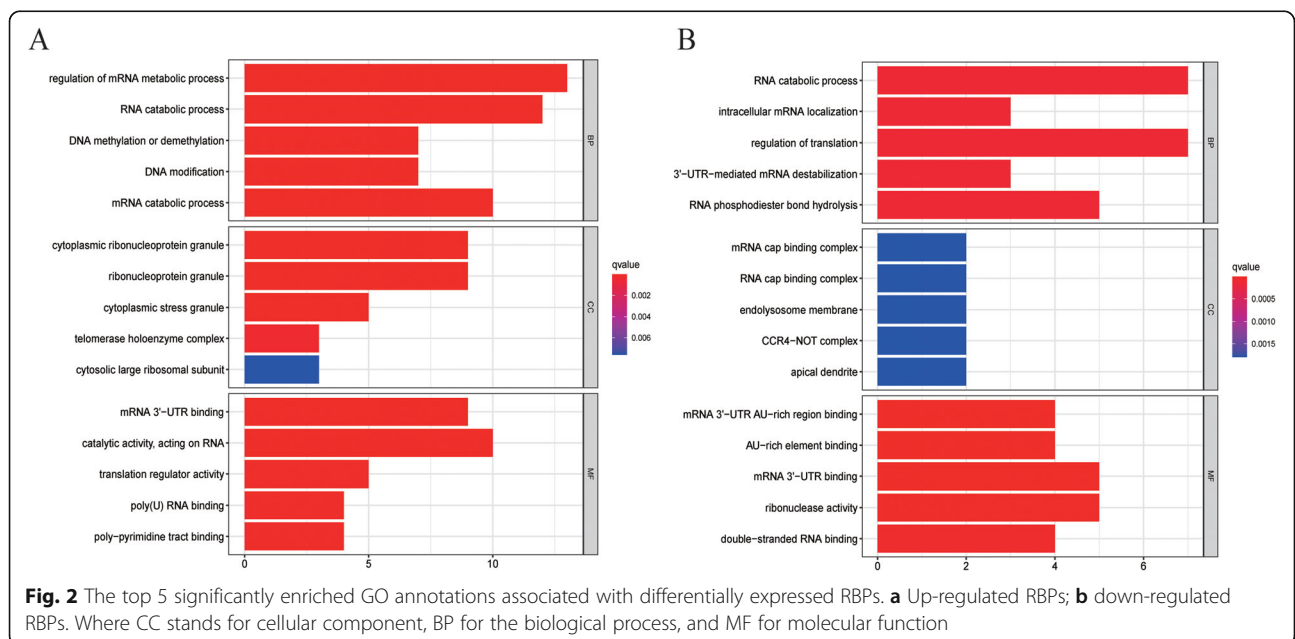 A
regulation of mRNA metabolic process
RNA catabolic process
DNA methylation or demethylation
DNA modification
mRNA catabolic process
BP
cytoplasmic ribonucleoprotein granule
ribonucleoprotein granule
cytoplasmic stress granule
telomerase holoenzyme complex
cytosolic large ribosomal subunit
CC
mRNA 3'−UTR binding
catalytic activity, acting on RNA
translation regulator activity
poly(U) RNA binding
poly−pyrimidine tract binding
MF
0 5 10
qvalue
0.002
0.004
0.006
B
RNA catabolic process
intracellular mRNA localization
regulation of translation
3'−UTR−mediated mRNA destabilization
RNA phosphodiester bond hydrolysis
BP
mRNA cap binding complex
RNA cap binding complex
endolysosome membrane
CCR4−NOT complex
apical dendrite
CC
mRNA 3'−UTR AU−rich region binding
AU−rich element binding
mRNA 3'−UTR binding
ribonuclease activity
double−stranded RNA binding
MF
0 2 4 6
qvalue
0.0005
0.0010
0.0015
Fig. 2 The top 5 significantly enriched GO annotations associated with differentially expressed RBPs. a Up-regulated RBPs; b down-regulated
RBPs. Where CC stands for cellular component, BP for the biological process, and MF for molecular function